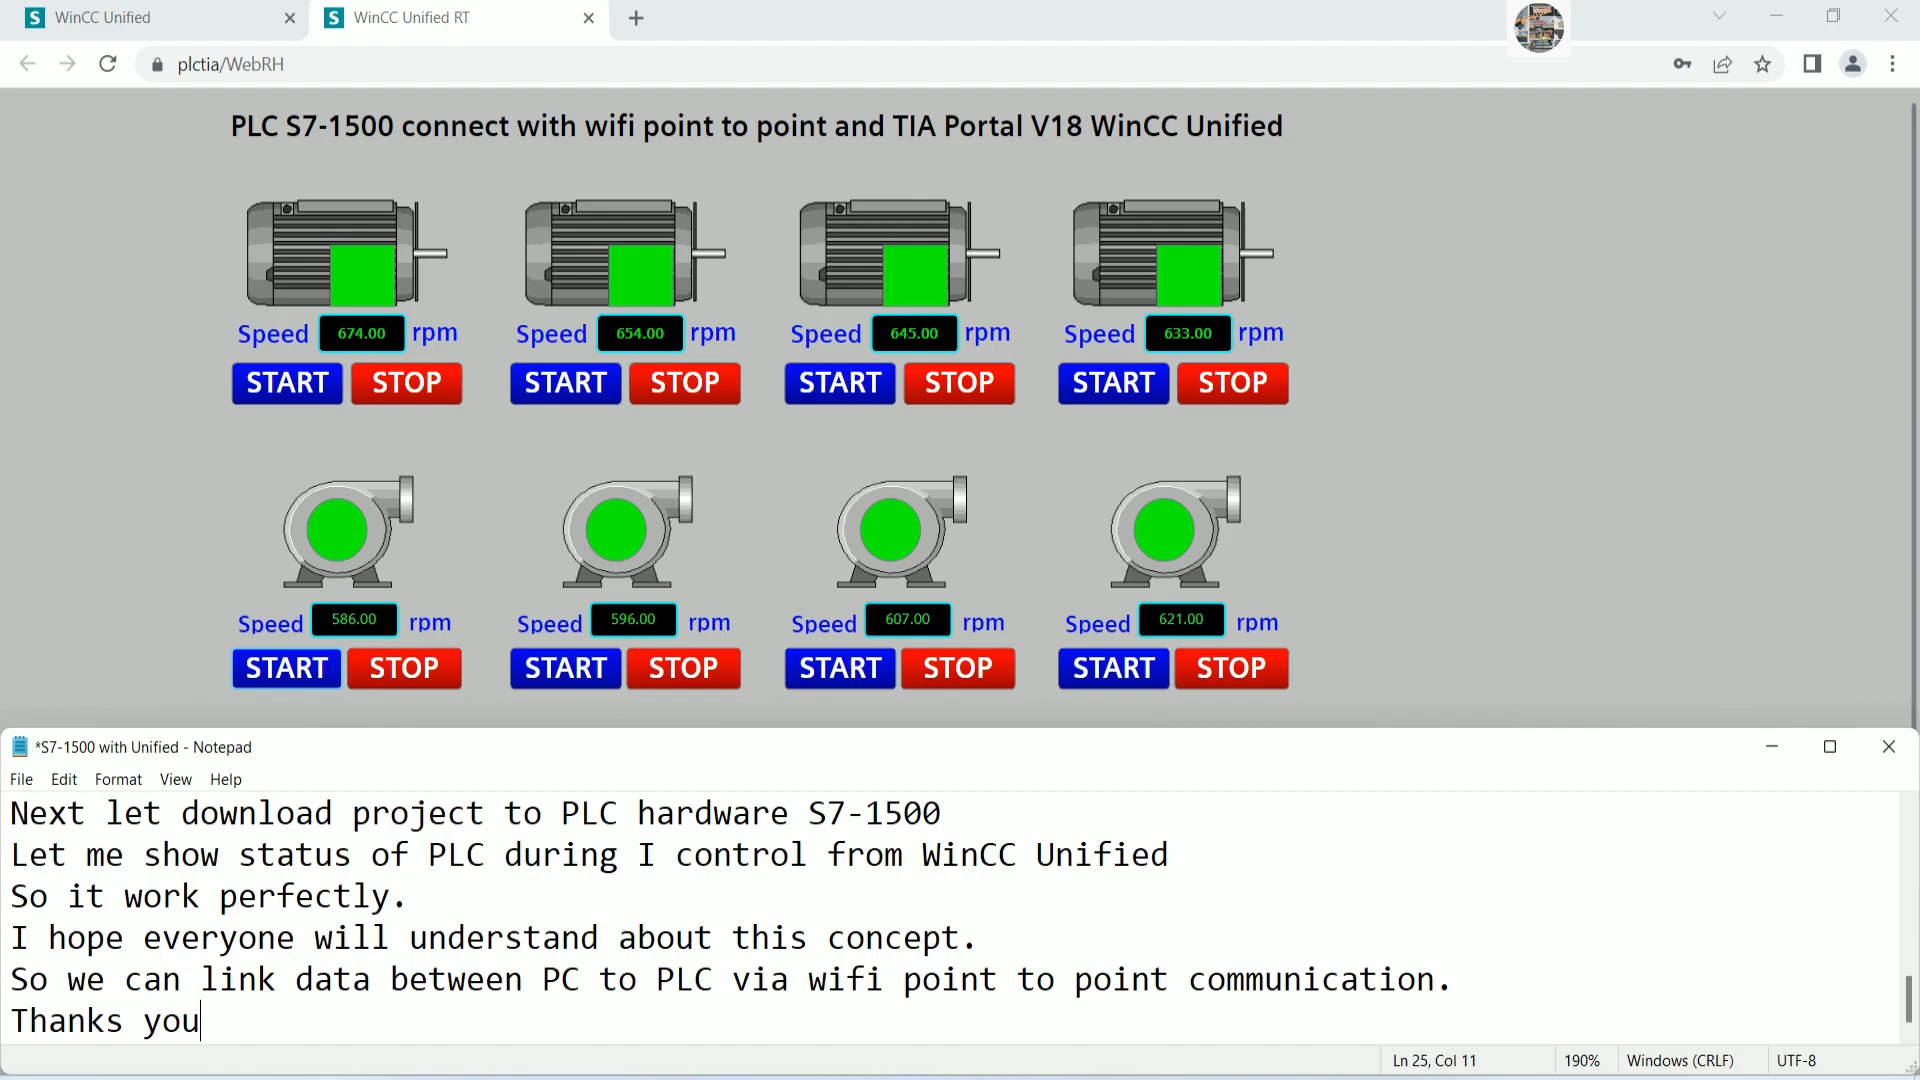 WinCC Unified
WinCC Unified RT
plctia/WebRH
PLC S7-1500 connect with wifi point to point and TIA Portal V18 WinCC Unified
Speed 674.00 rpm Speed 654.00 rpm Speed 645.00 rpm Speed 633.00 rpm
START STOP START STOP START STOP START STOP
Speed 586.00 rpm Speed 596.00 rpm Speed 607.00 rpm Speed 621.00 rpm
START STOP START STOP START STOP START STOP
*S7-1500 with Unified - Notepad
File Edit Format View Help
Next let download project to PLC hardware S7-1500
Let me show status of PLC during I control from WinCC Unified
So it work perfectly.
I hope everyone will understand about this concept.
So we can link data between PC to PLC via wifi point to point communication.
Thanks you
Ln 25, Col 11 190% Windows (CRLF) UTF-8